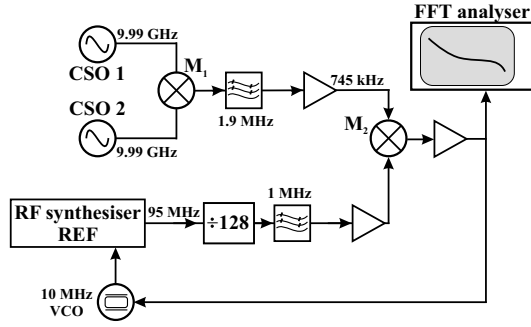 FFT analyser
9.99 GHz
CSO 1
M1
745 kHz
CSO 2
1.9 MHz
M2
9.99 GHz
1 MHz
RF synthesiser
REF
95 MHz
÷128
10 MHz
VCO